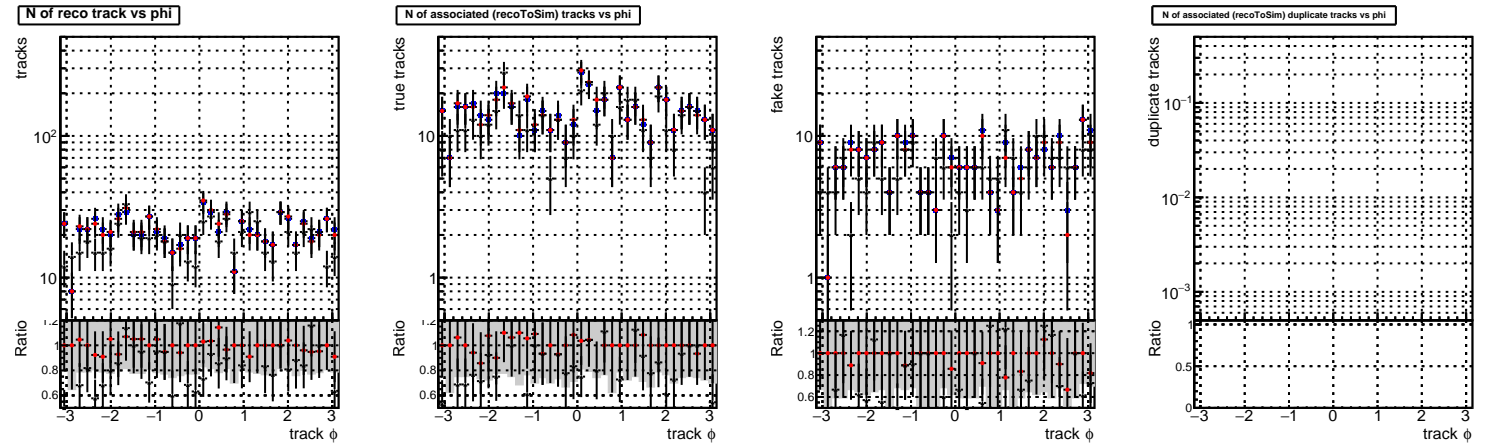 N of reco track vs phi
tracks
10²
10
Ratio
1.2
1
0.8
0.6
−3 −2 −1 0 1 2 3
track ϕ
N of associated (recoToSim) tracks vs phi
true tracks
10
1
Ratio
1.2
1
0.8
0.6
−3 −2 −1 0 1 2 3
track ϕ
fake tracks
10
1
Ratio
1.2
1
0.8
0.6
−3 −2 −1 0 1 2 3
track ϕ
N of associated (recoToSim) duplicate tracks vs phi
duplicate tracks
10⁻¹
10⁻²
10⁻³
Ratio
1
0.5
0
−3 −2 −1 0 1 2 3
track ϕ